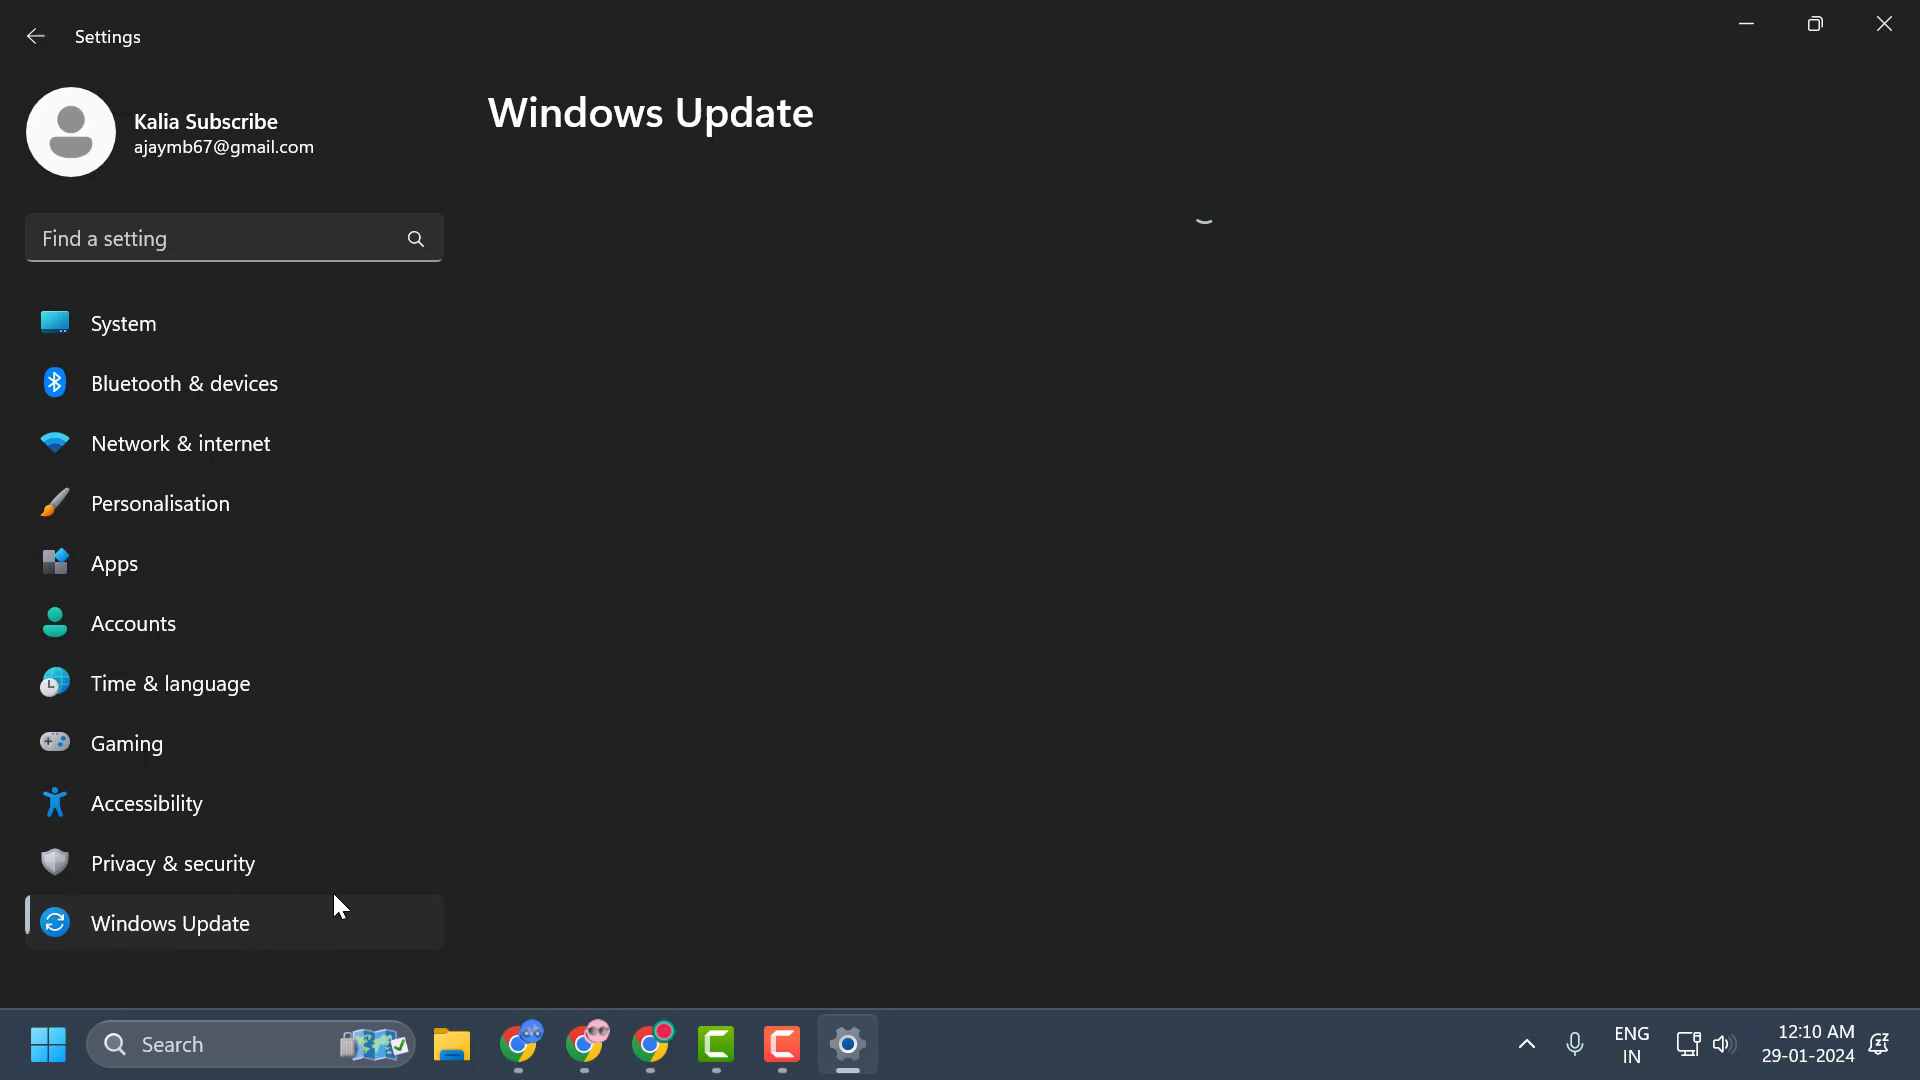 Settings
Kalia Subscribe
ajaymb67@gmail.com
Windows Update
Find a setting
System
Bluetooth & devices
Network & internet
Personalisation
Apps
Accounts
Time & language
Gaming
Accessibility
Privacy & security
Windows Update
Search
ENG
IN
12:10 AM
29-01-2024